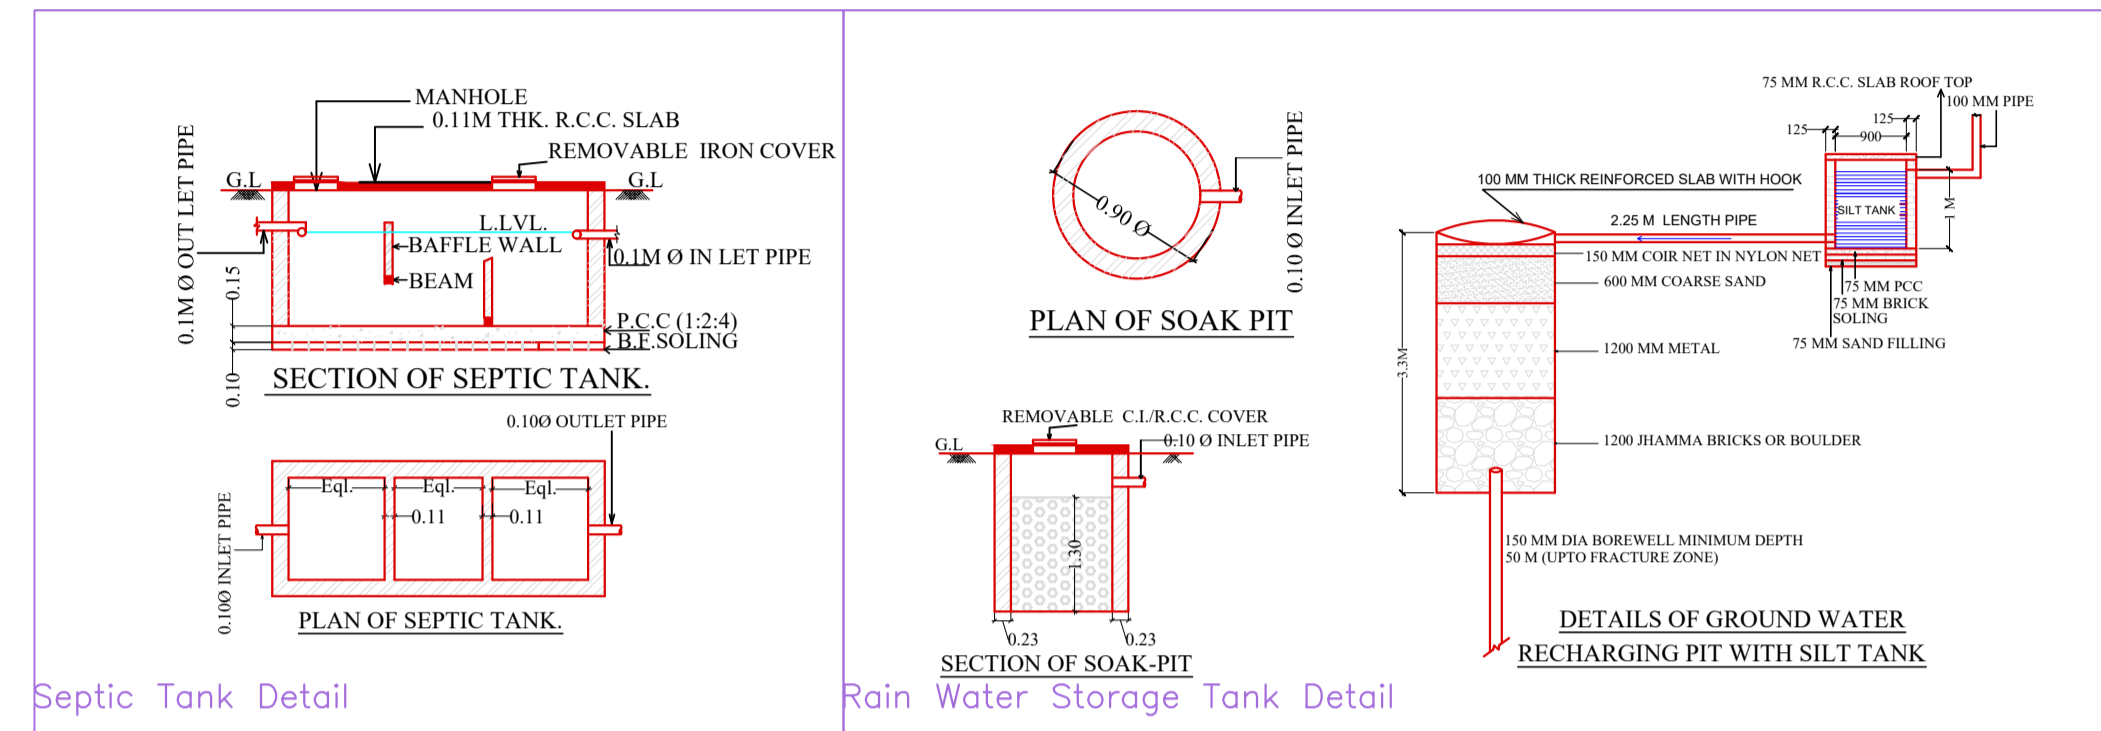 MANHOLE
0.11M THK. R.C.C. SLAB
REMOVABLE IRON COVER
G.L
G.L
0.1M Ø OUT LET PIPE
L.LVL.
BAFFLE WALL
0.1M Ø IN LET PIPE
BEAM
0.15
P.C.C (1:2:4)
B.F.SOLING
0.10
SECTION OF SEPTIC TANK.
0.10Ø OUTLET PIPE
Eql.
Eql.
Eql.
0.11
0.11
0.10Ø INLET PIPE
PLAN OF SEPTIC TANK.
Septic Tank Detail
0.90 Ø
0.10 Ø INLET PIPE
PLAN OF SOAK PIT
REMOVABLE C.I./R.C.C. COVER
G.L
0.10 Ø INLET PIPE
1.30
0.23
0.23
SECTION OF SOAK-PIT
75 MM R.C.C. SLAB ROOF TOP
100 MM PIPE
125
125
900
100 MM THICK REINFORCED SLAB WITH HOOK
SILT TANK
1 M
2.25 M LENGTH PIPE
150 MM COIR NET IN NYLON NET
600 MM COARSE SAND
75 MM PCC
75 MM BRICK
SOLING
75 MM SAND FILLING
1200 MM METAL
3.3M
1200 JHAMMA BRICKS OR BOULDER
150 MM DIA BOREWELL MINIMUM DEPTH
50 M (UPTO FRACTURE ZONE)
DETAILS OF GROUND WATER
RECHARGING PIT WITH SILT TANK
Rain Water Storage Tank Detail